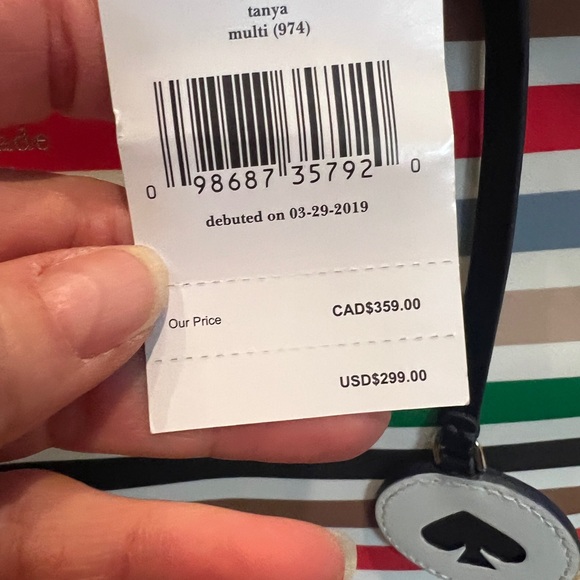 tanya
multi (974)
0 98687 35792 0
debuted on 03-29-2019
Our Price CAD$359.00
USD$299.00
ade